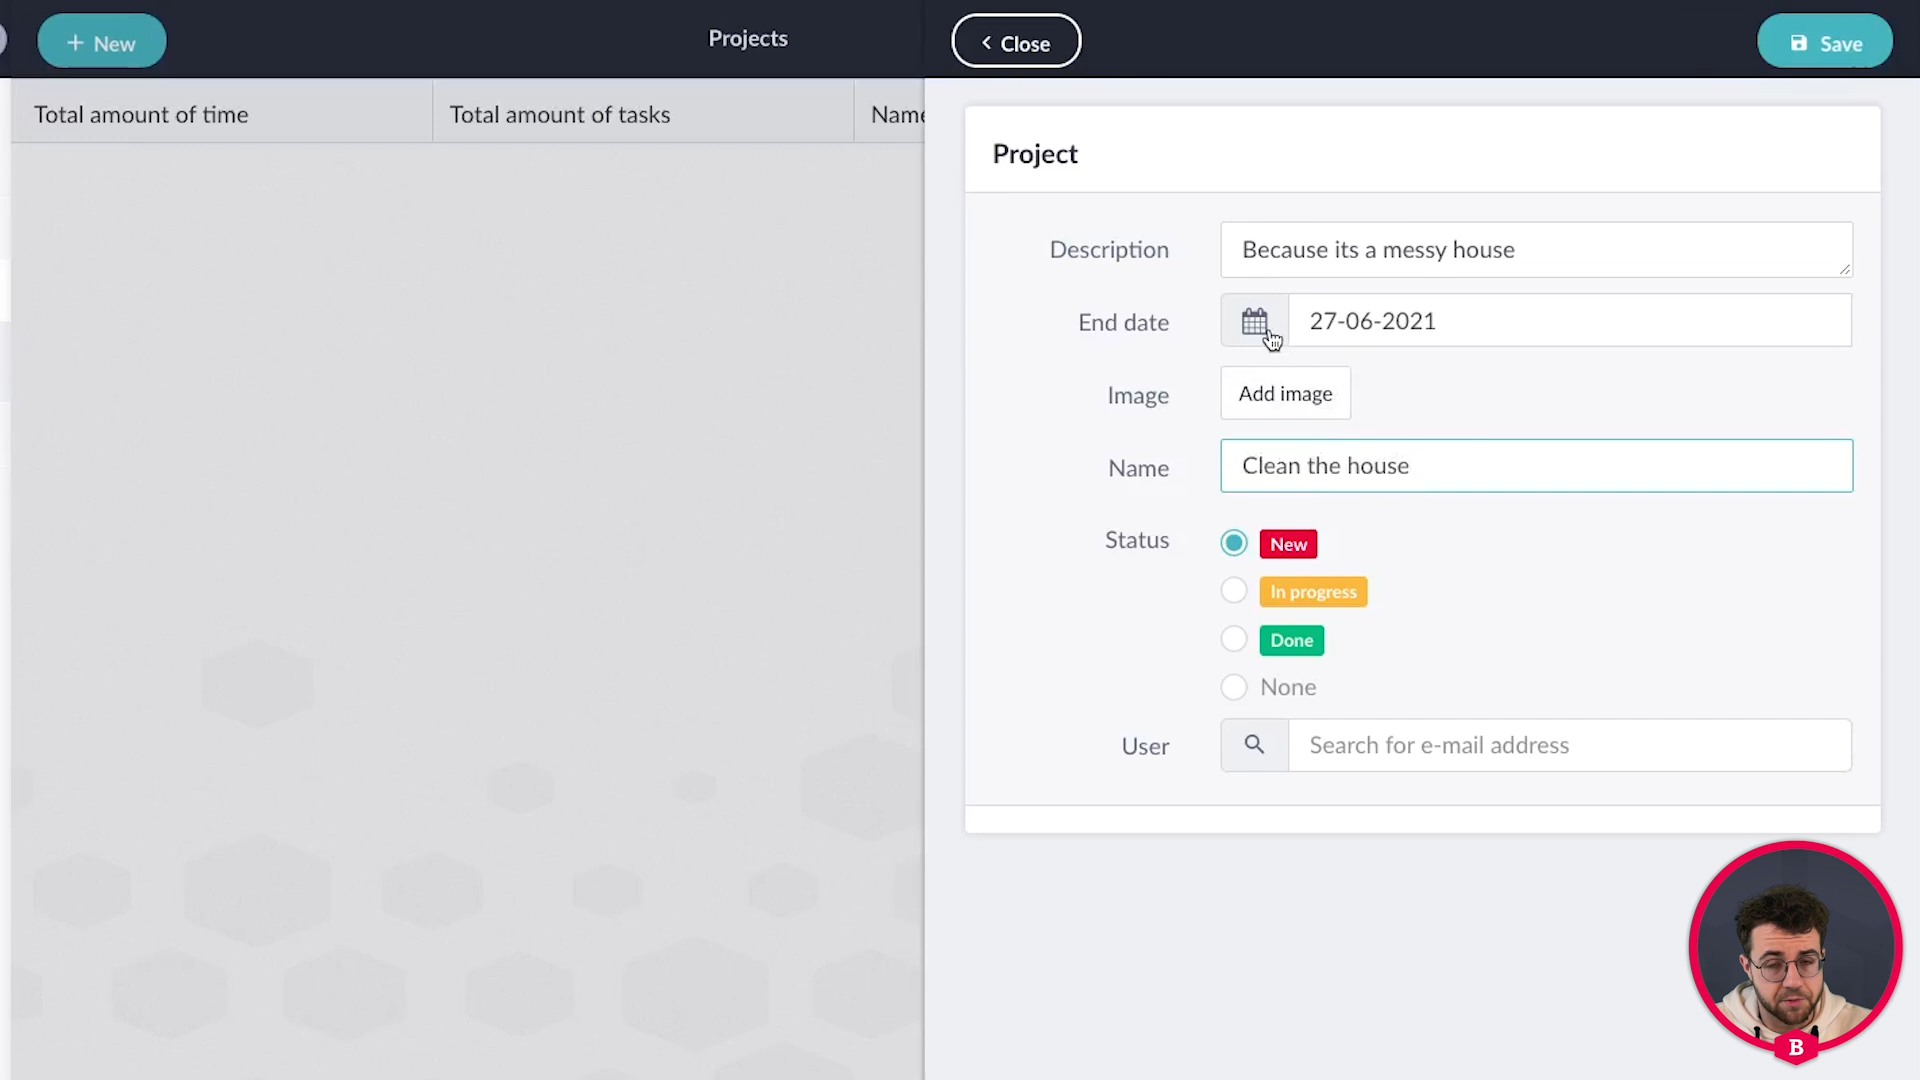 + New
Projects
Close
Save
Total amount of time
Total amount of tasks
Name
Project
Description
Because its a messy house
End date
27-06-2021
Image
Add image
Name
Clean the house
Status
New
In progress
Done
None
User
Search for e-mail address
B